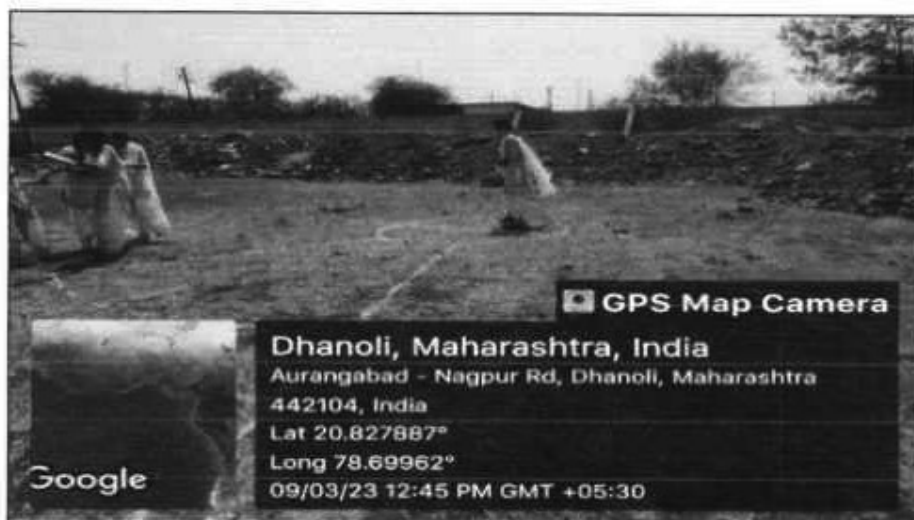 GPS Map Camera
Dhanoli, Maharashtra, India
Aurangabad - Nagpur Rd, Dhanoli, Maharashtra
442104, India
Lat 20.827887°
Long 78.69962°
09/03/23 12:45 PM GMT +05:30
Google